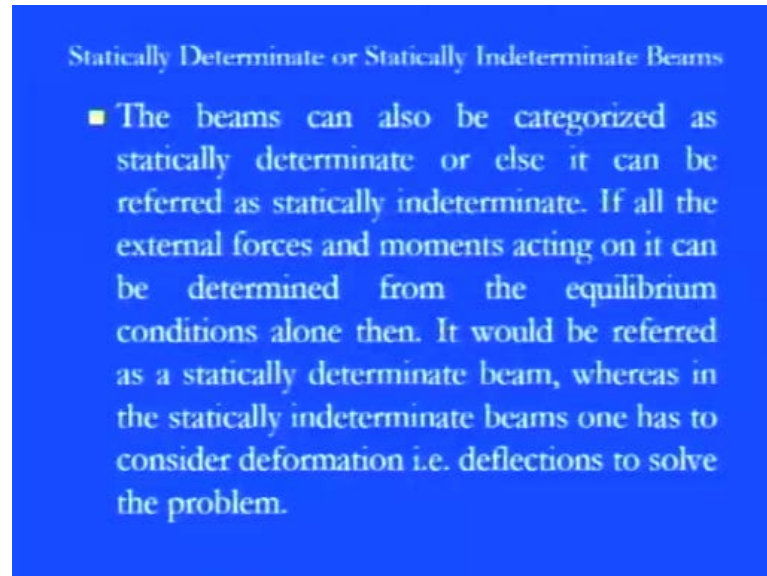 Statically Determinate or Statically Indeterminate Beams
The beams can also be categorized as
statically determinate or else it can be
referred as statically indeterminate. If all the
external forces and moments acting on it can
be determined from the equilibrium
conditions alone then. It would be referred
as a statically determinate beam, whereas in
the statically indeterminate beams one has to
consider deformation i.e. deflections to solve
the problem.